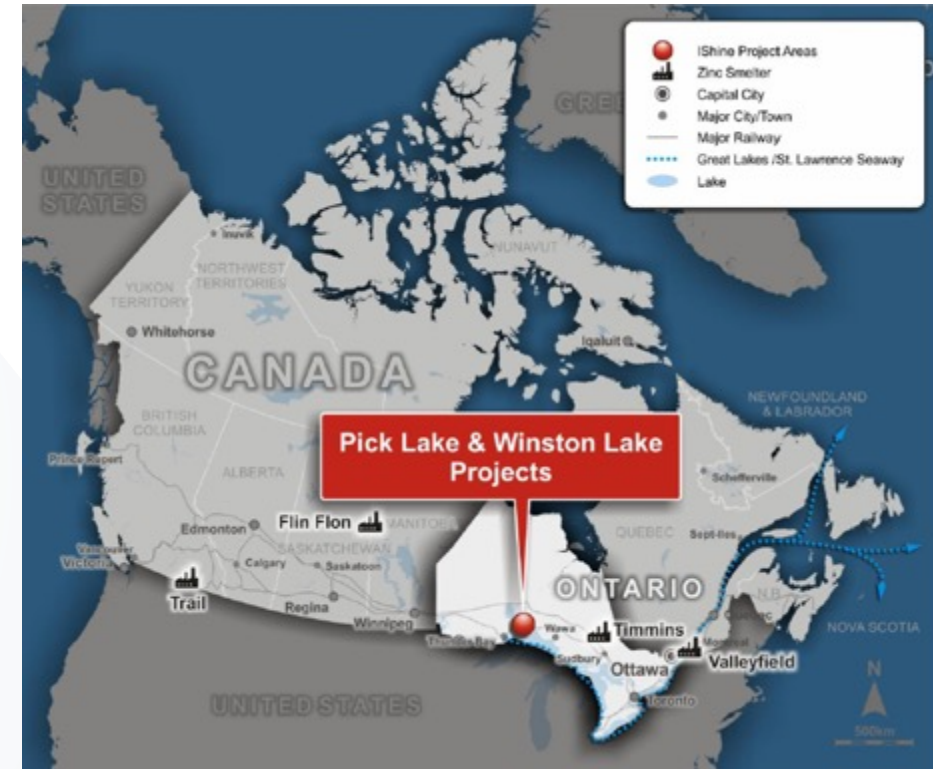 IShine Project Areas
Zinc Smelter
Capital City
Major City/Town
Major Railway
Great Lakes /St. Lawrence Seaway
Lake
UNITED
STATES
Inuvik
NUNAVUT
NORTHWEST
TERRITORIES
YUKON
TERRITORY
Whitehorse
Iqaluit
CANADA
NEWFOUNDLAND
& LABRADOR
BRITISH
COLUMBIA
Pick Lake & Winston Lake
Projects
Prince Rupert
ALBERTA
Schefferville
Edmonton
Flin Flon
MANITOBA
QUEBEC
Sept-Iles
SASKATCHEWAN
Vancouver
Victoria
Calgary
Saskatoon
ONTARIO
N.B
Trail
Regina
Winnipeg
Thunder Bay
Wawa
Timmins
Montreal
NOVA SCOTIA
Sudbury
Ottawa
Valleyfield
N
UNITED STATES
Toronto
500km